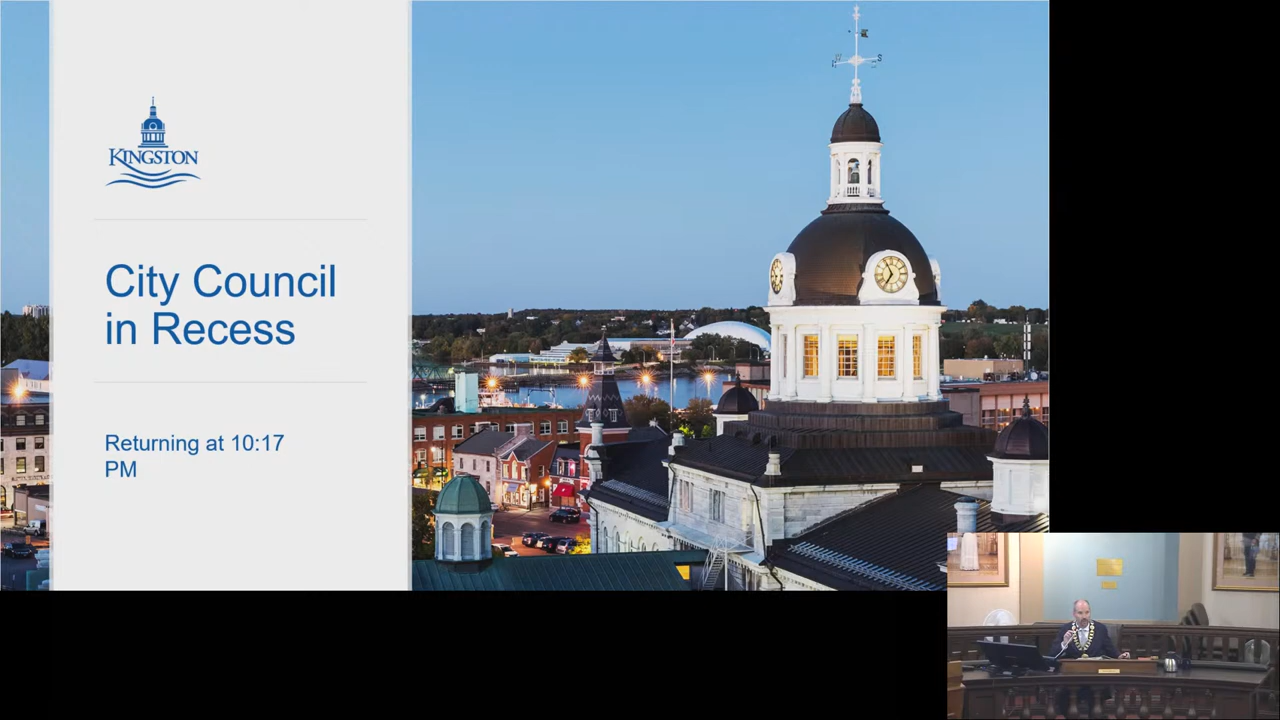 KINGSTON
City Council
in Recess
Returning at 10:17
PM